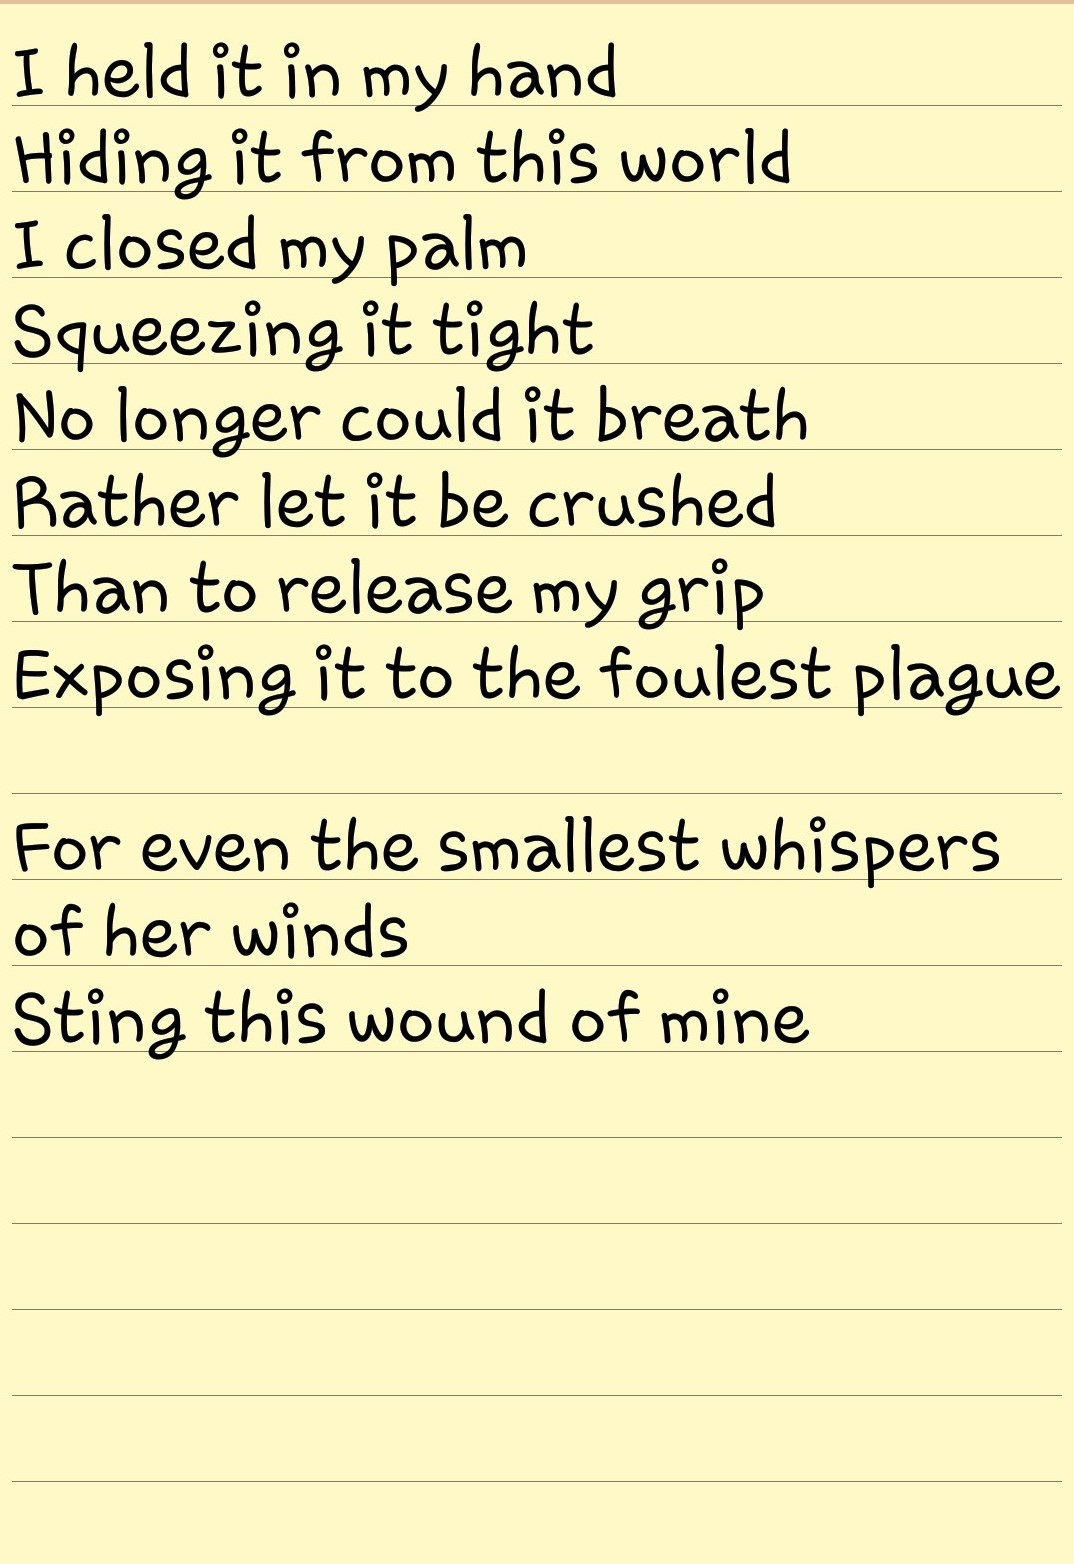 I held it in my hand
Hiding it from this world
I closed my palm
Squeezing it tight
No longer could it breath
Rather let it be crushed
Than to release my grip
Exposing it to the foulest plague
For even the smallest whispers
of her winds
Sting this wound of mine